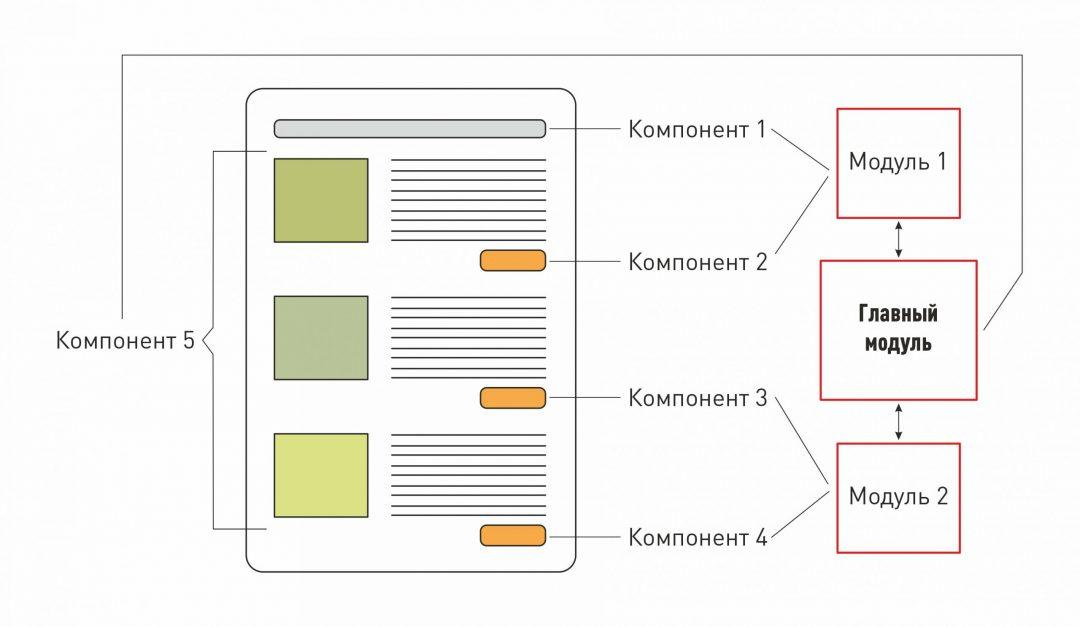 Компонент 1
Модуль 1
Компонент 2
Главный
модуль
Компонент 5
Компонент 3
Модуль 2
Компонент 4